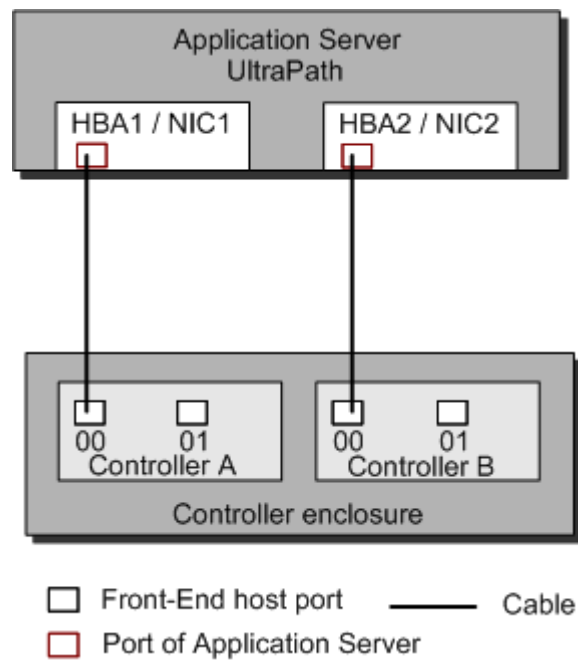 Application Server
UltraPath
HBA1 / NIC1
HBA2 / NIC2
00
01
Controller A
00
01
Controller B
Controller enclosure
Front-End host port
Cable
Port of Application Server